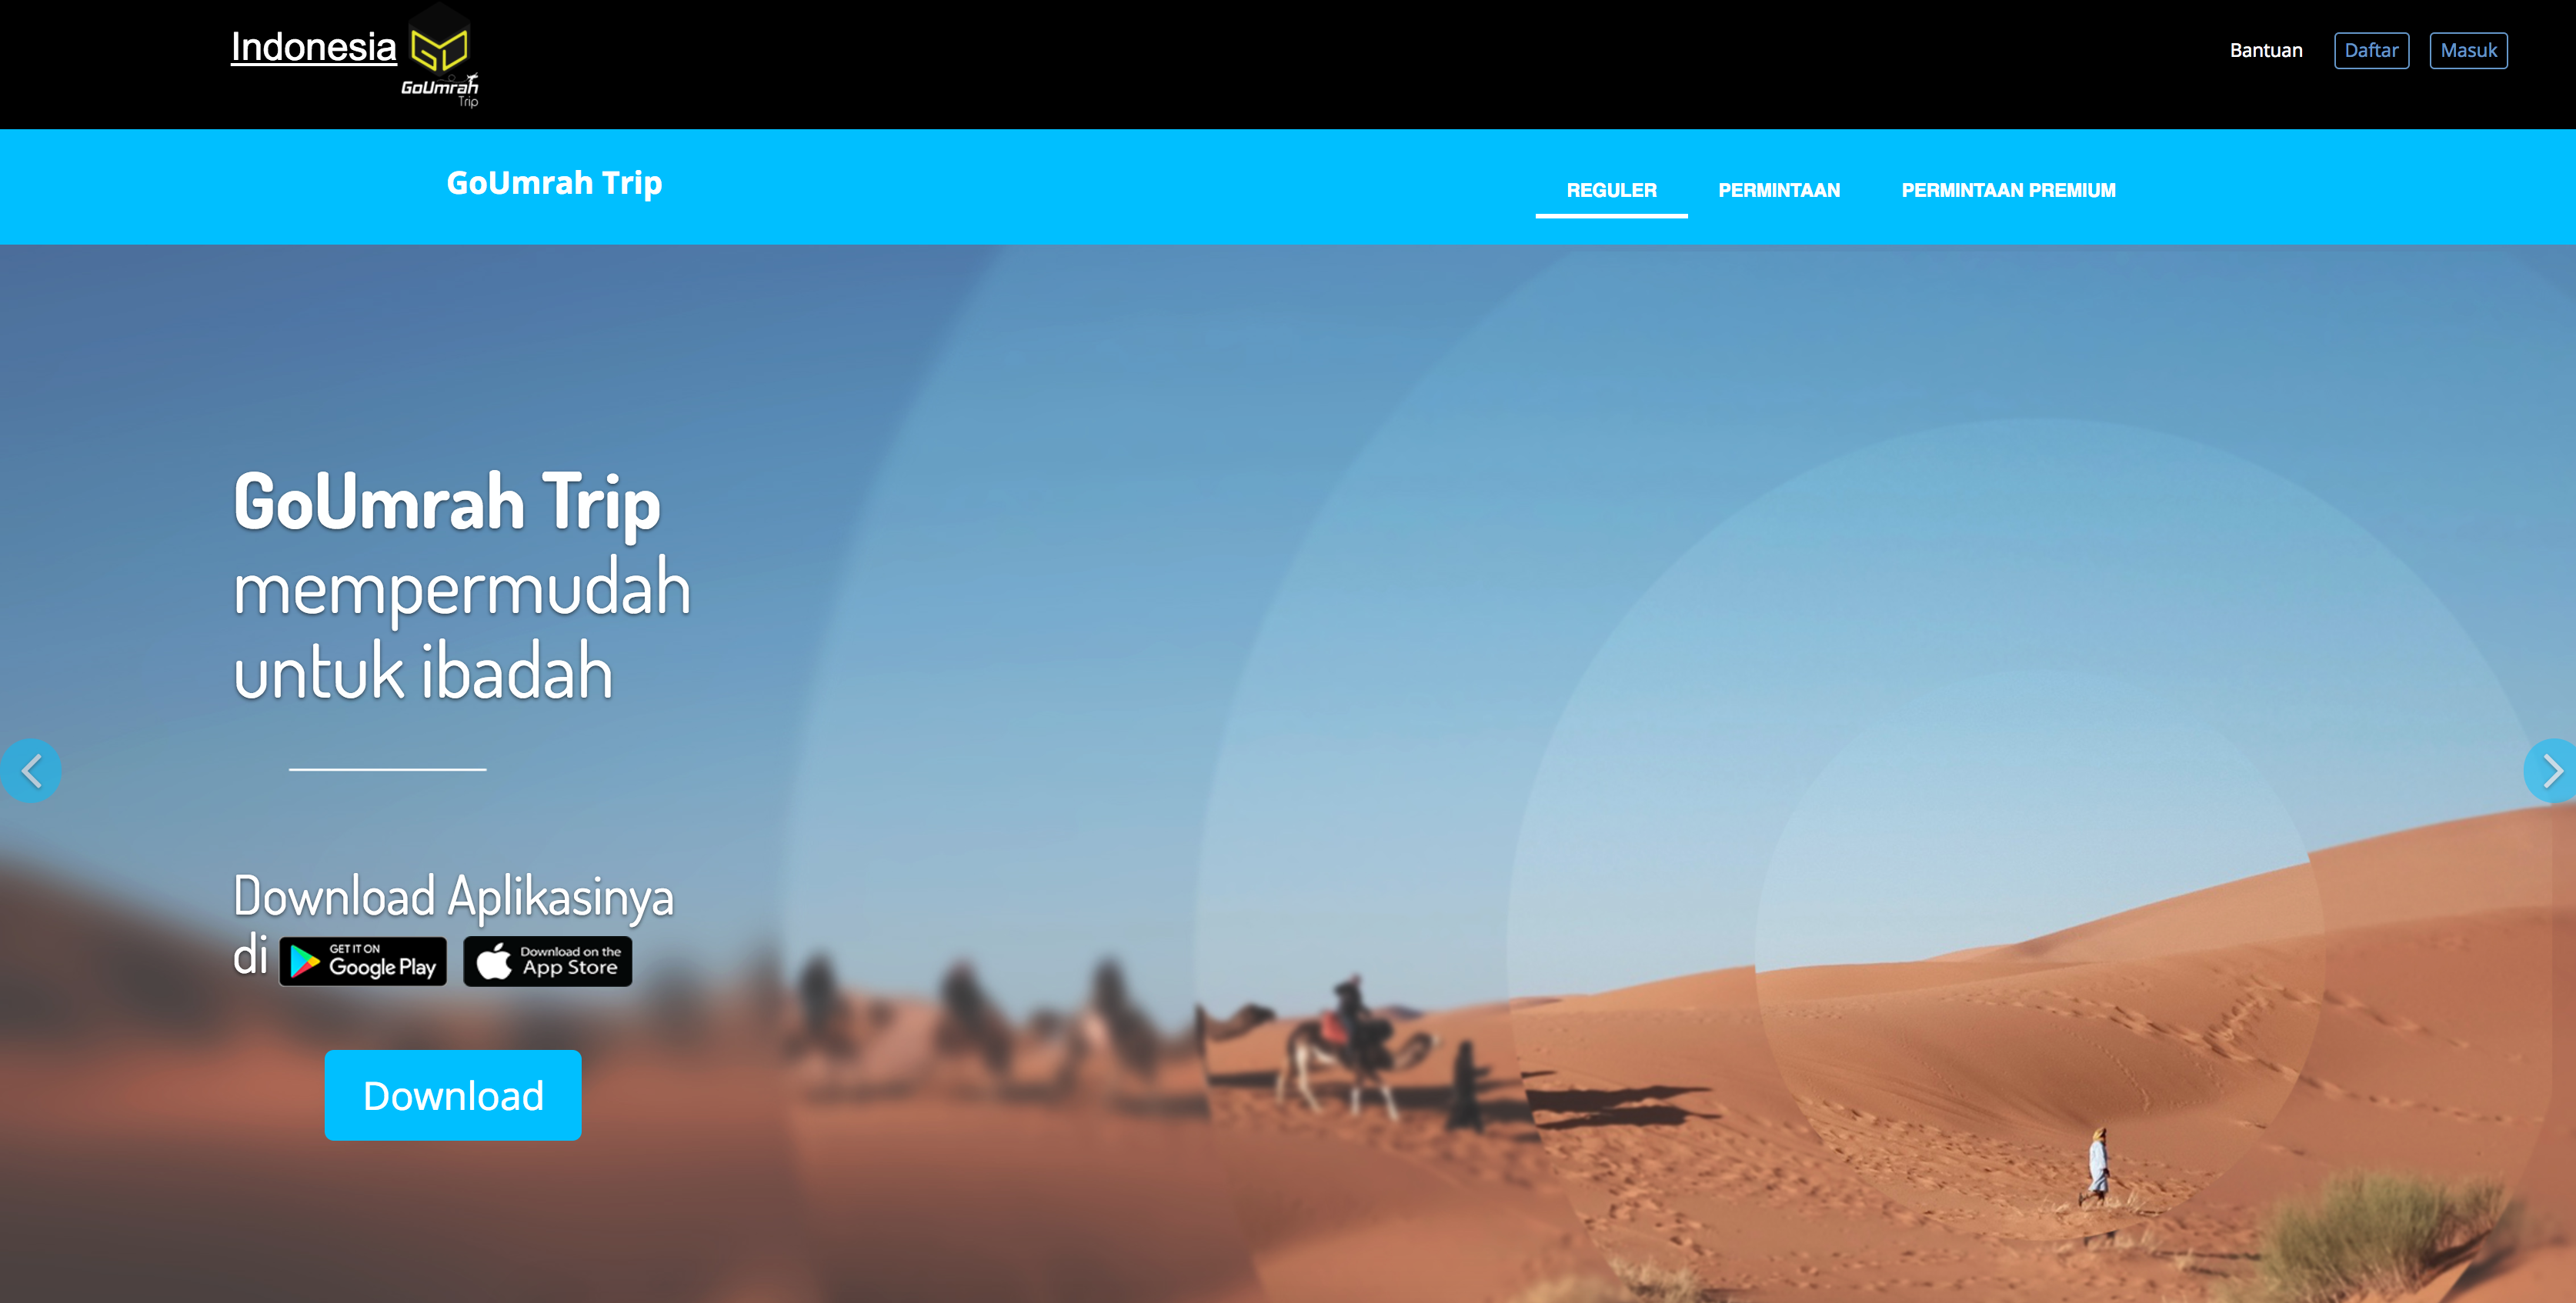 Indonesia
GoUmrah
Trip
Bantuan
Daftar
Masuk
GoUmrah Trip
REGULER
PERMINTAAN
PERMINTAAN PREMIUM
GoUmrah Trip
mempermudah
untuk ibadah
Download Aplikasinya
di
GET IT ON
Google Play
Download on the
App Store
Download